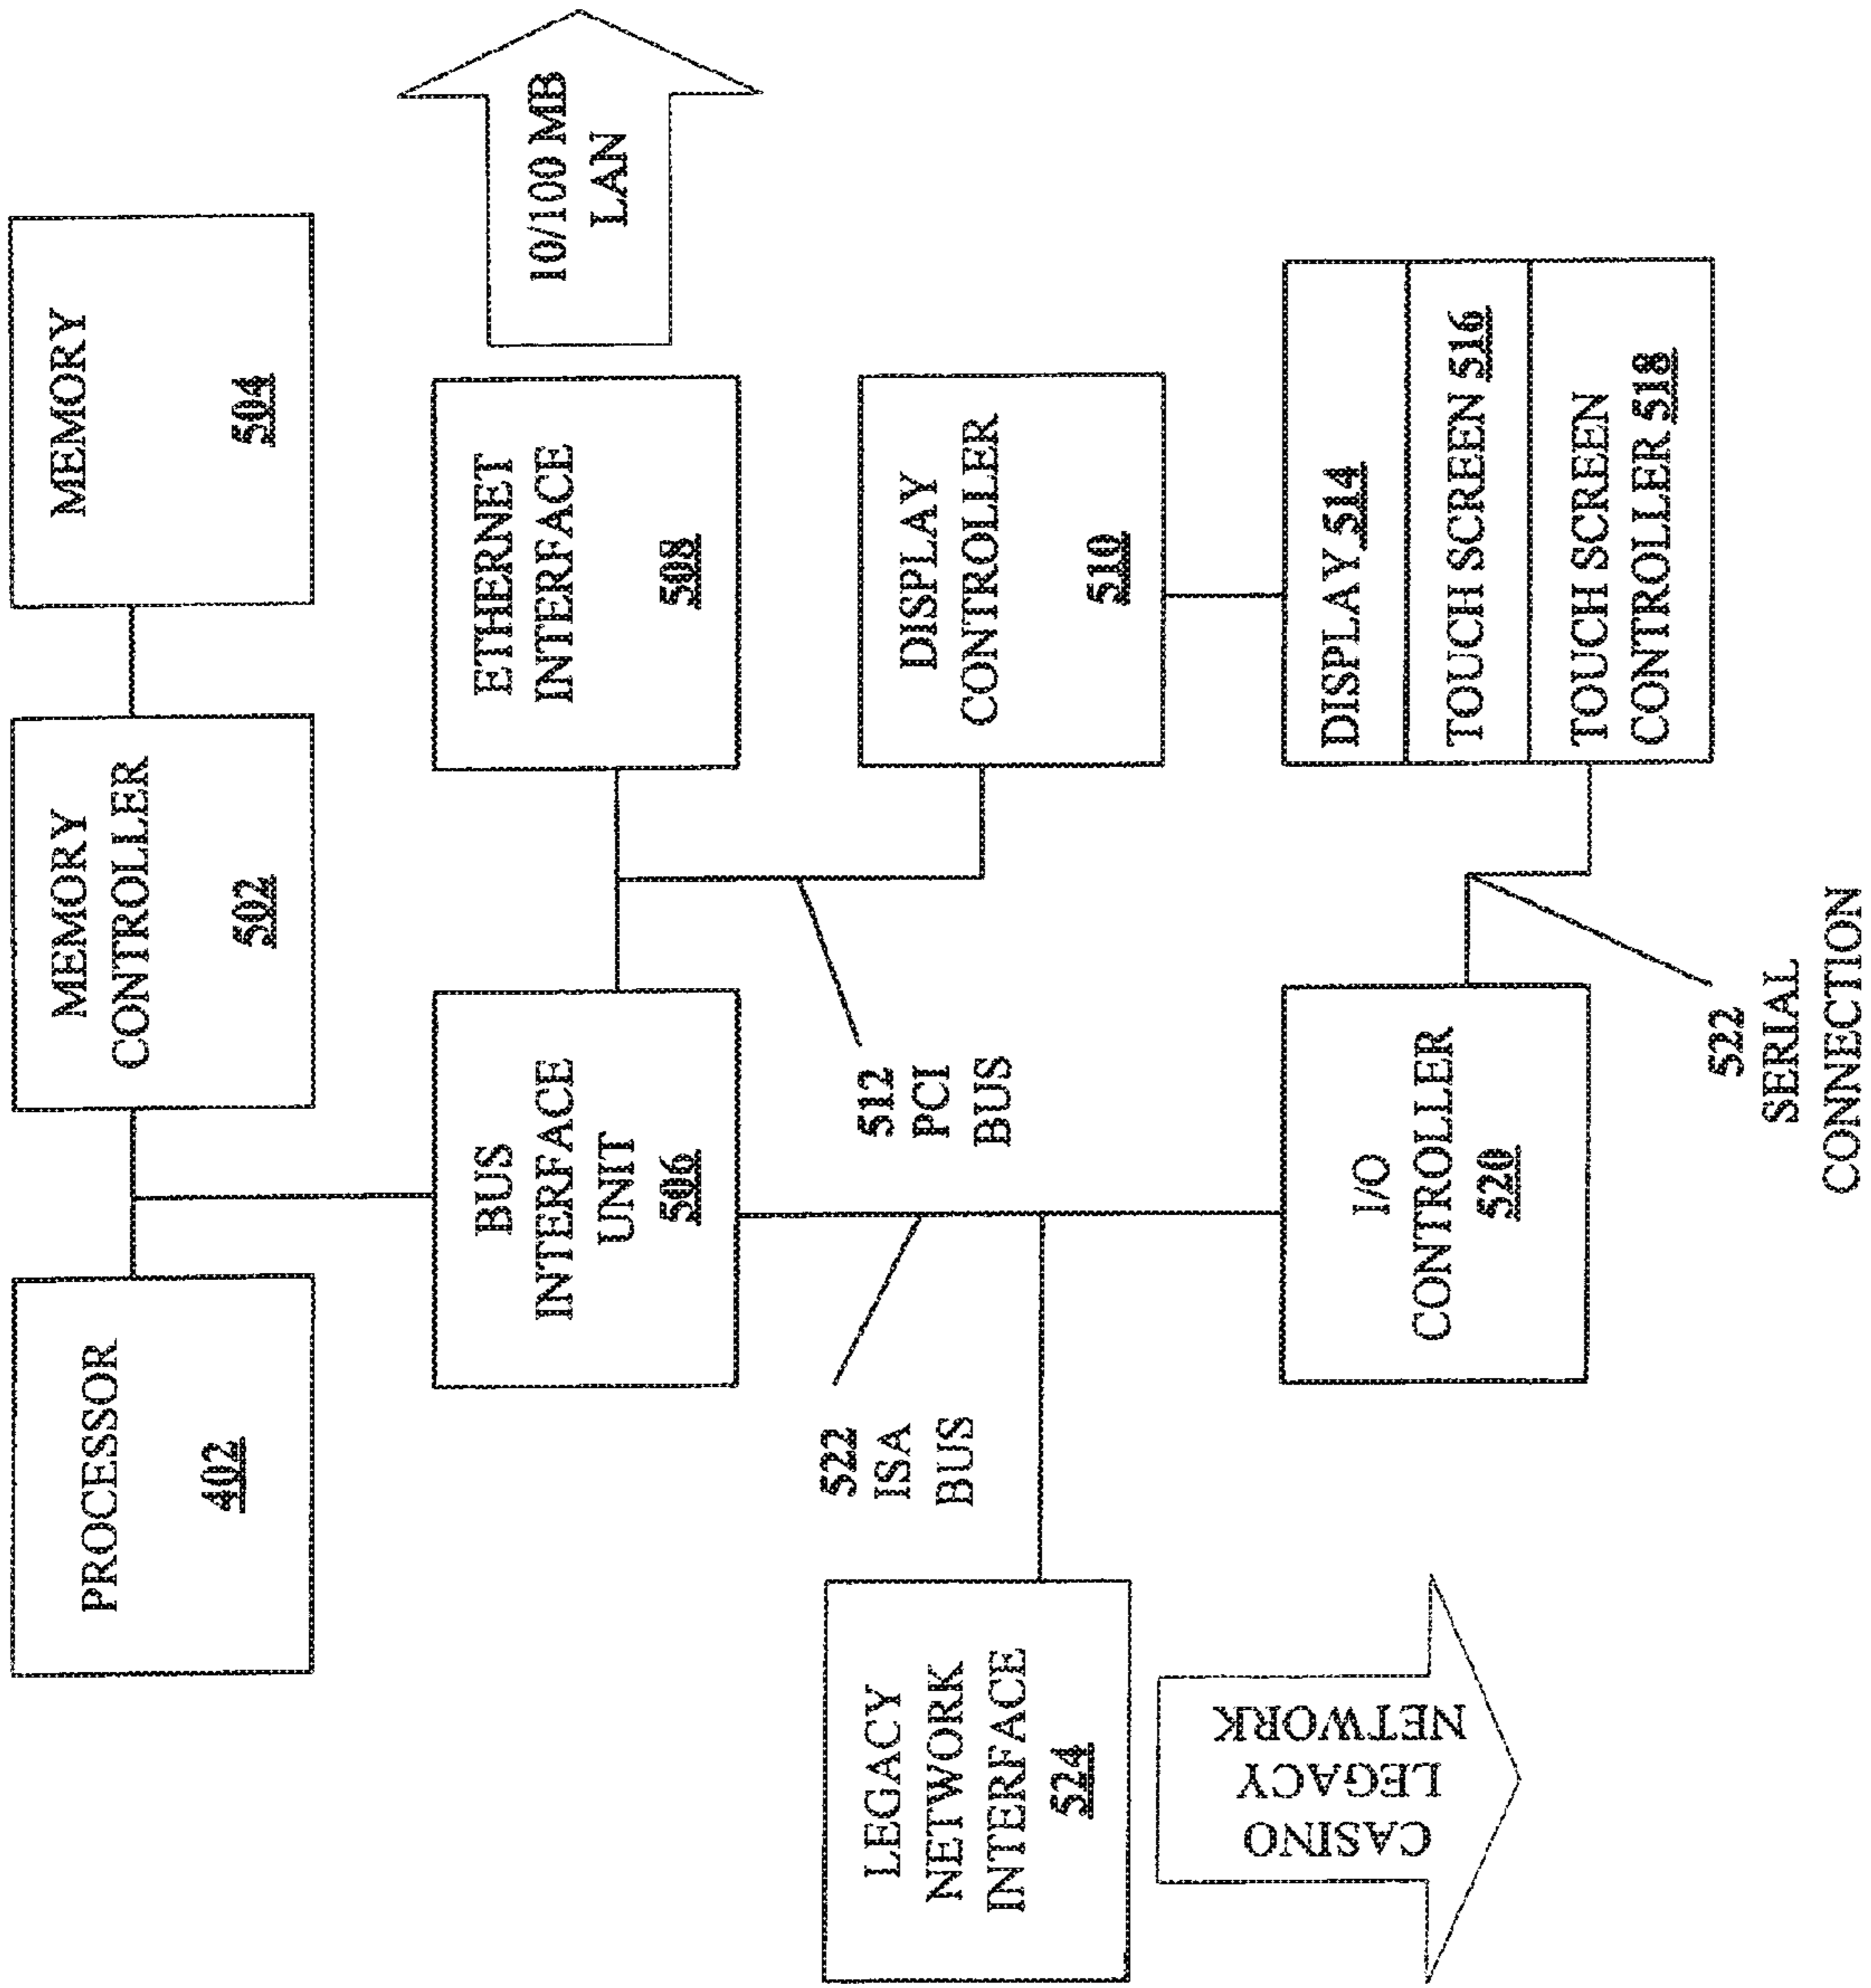 PROCESSOR
402
MEMORY
CONTROLLER
502
MEMORY
504
BUS
INTERFACE
UNIT
506
ETHERNET
INTERFACE
508
10/100 MB
LAN
522
ISA
BUS
512
PCI
BUS
DISPLAY
CONTROLLER
510
LEGACY
NETWORK
INTERFACE
524
CASINO
LEGACY
NETWORK
I/O
CONTROLLER
520
DISPLAY 514
TOUCH SCREEN 516
TOUCH SCREEN
CONTROLLER 518
522
SERIAL
CONNECTION